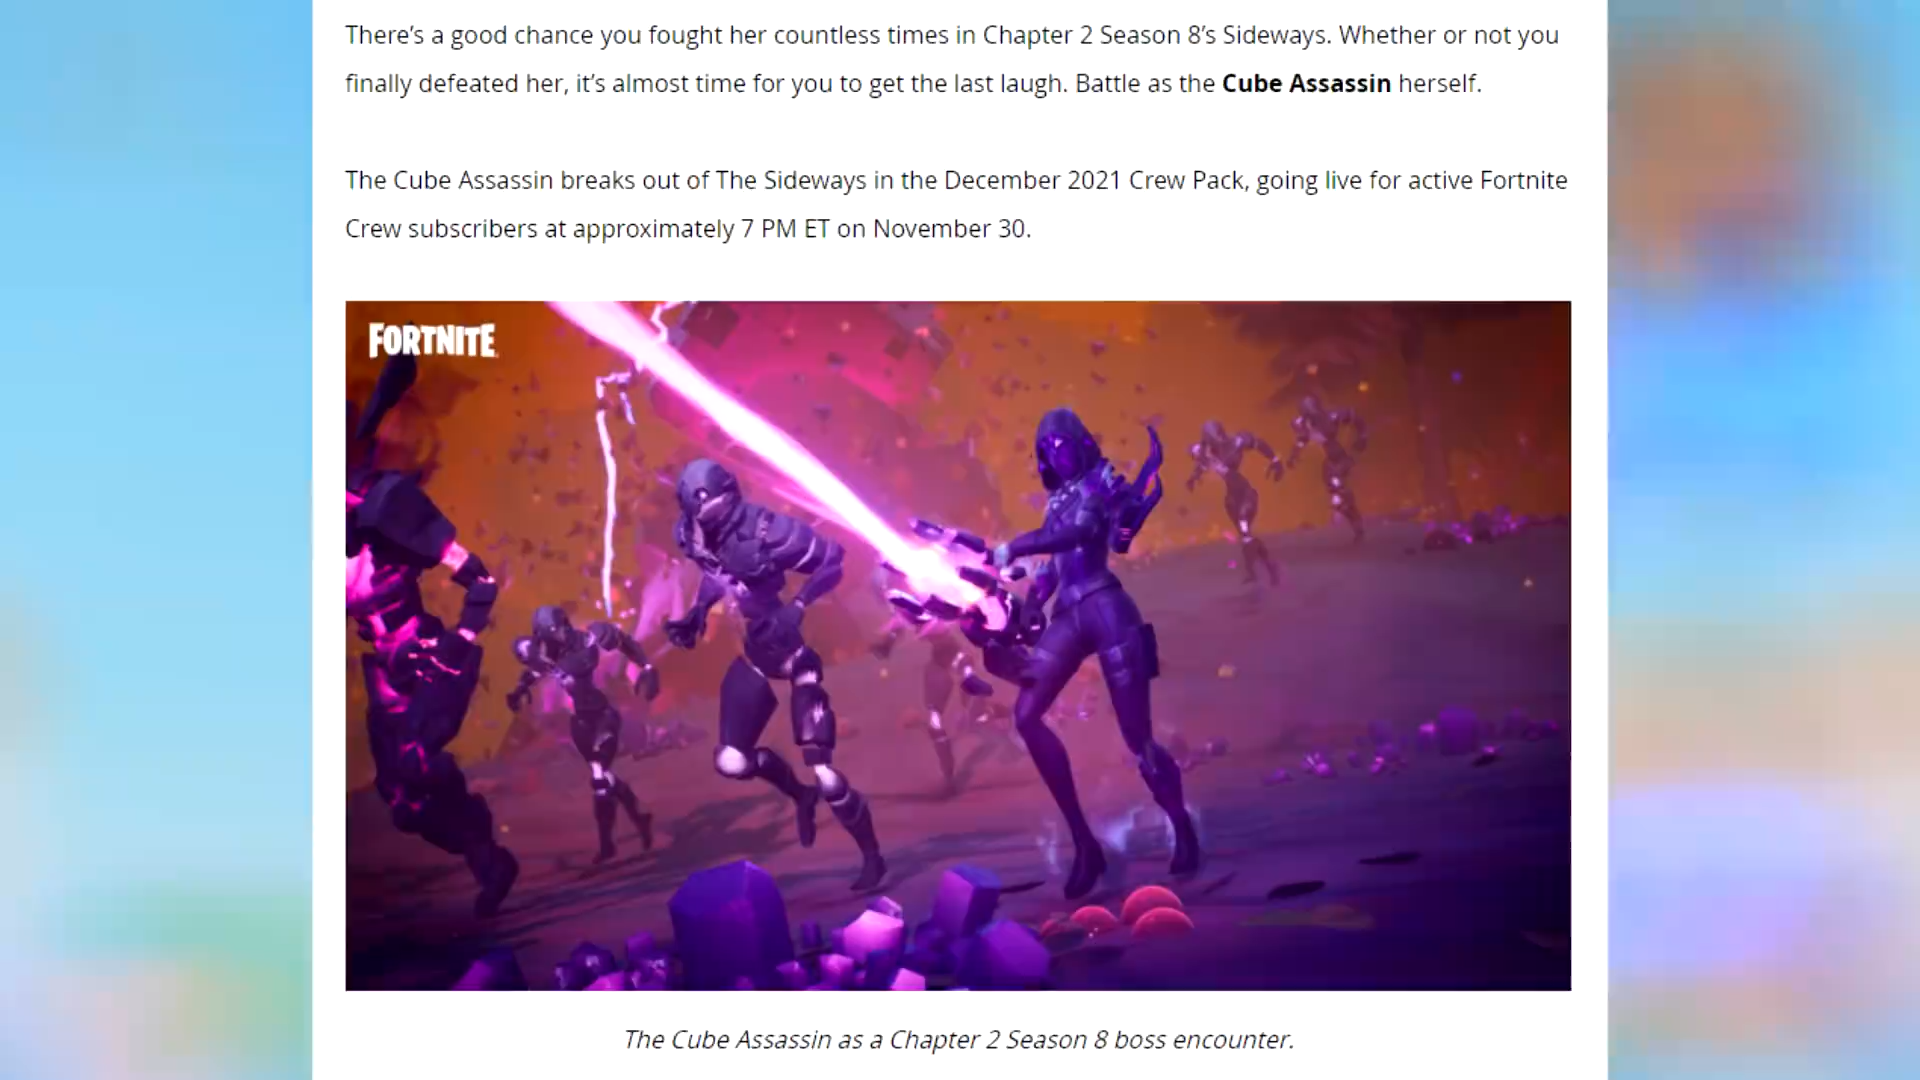 There’s a good chance you fought her countless times in Chapter 2 Season 8’s Sideways. Whether or not you
finally defeated her, it’s almost time for you to get the last laugh. Battle as the Cube Assassin herself.
The Cube Assassin breaks out of The Sideways in the December 2021 Crew Pack, going live for active Fortnite
Crew subscribers at approximately 7 PM ET on November 30.
FORTNITE
The Cube Assassin as a Chapter 2 Season 8 boss encounter.